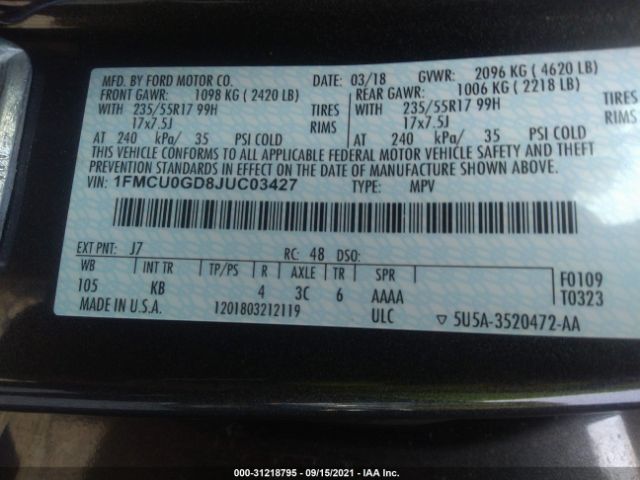 MFD. BY FORD MOTOR CO. DATE: 03/18 GVWR: 2096 KG ( 4620 LB)
FRONT GAWR: 1098 KG ( 2420 LB) REAR GAWR: 1006 KG ( 2218 LB)
WITH 235/55R17 99H TIRES WITH 235/55R17 99H TIRES
17x7.5J RIMS 17x7.5J RIMS
AT 240 kPa/ 35 PSI COLD AT 240 kPa/ 35 PSI COLD
THIS VEHICLE CONFORMS TO ALL APPLICABLE FEDERAL MOTOR VEHICLE SAFETY AND THEFT
PREVENTION STANDARDS IN EFFECT ON THE DATE OF MANUFACTURE SHOWN ABOVE.
VIN: 1FMCU0GD8JUC03427 TYPE: MPV
EXT PNT: J7 RC: 48 DSO:
WB INT TR TP/PS R AXLE TR SPR F0109
105 KB 4 3C 6 AAAA T0323
MADE IN U.S.A. 1201803212119 ULC ▽ 5U5A-3520472-AA
000-31218795 - 09/15/2021 - IAA Inc.